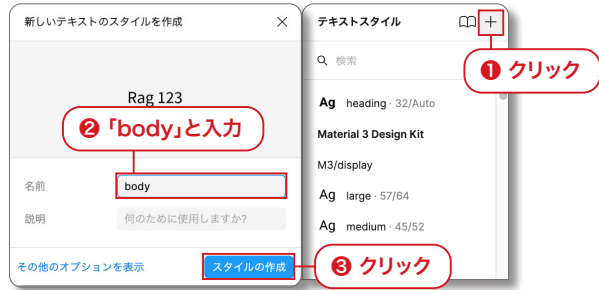 新しいテキストのスタイルを作成
Rag 123
❷「body」と入力
名前
body
説明
何のために使用しますか?
その他のオプションを表示
スタイルの作成
テキストスタイル
❶ クリック
検索
Ag heading · 32/Auto
Material 3 Design Kit
M3/display
Ag large · 57/64
Ag medium · 45/52
❸ クリック